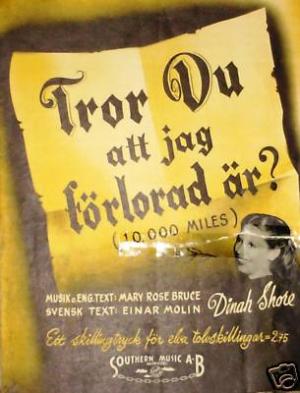 Tror Du
att jag
förlorad är?
(10,000 MILES)
MUSIK o. ENG. TEXT: MARY ROSE BRUCE
SVENSK TEXT: EINAR MOLIN
Dinah Shore
Ett skillingtryck för elva tolvskillingar = 2.75
SOUTHERN MUSIC A-B